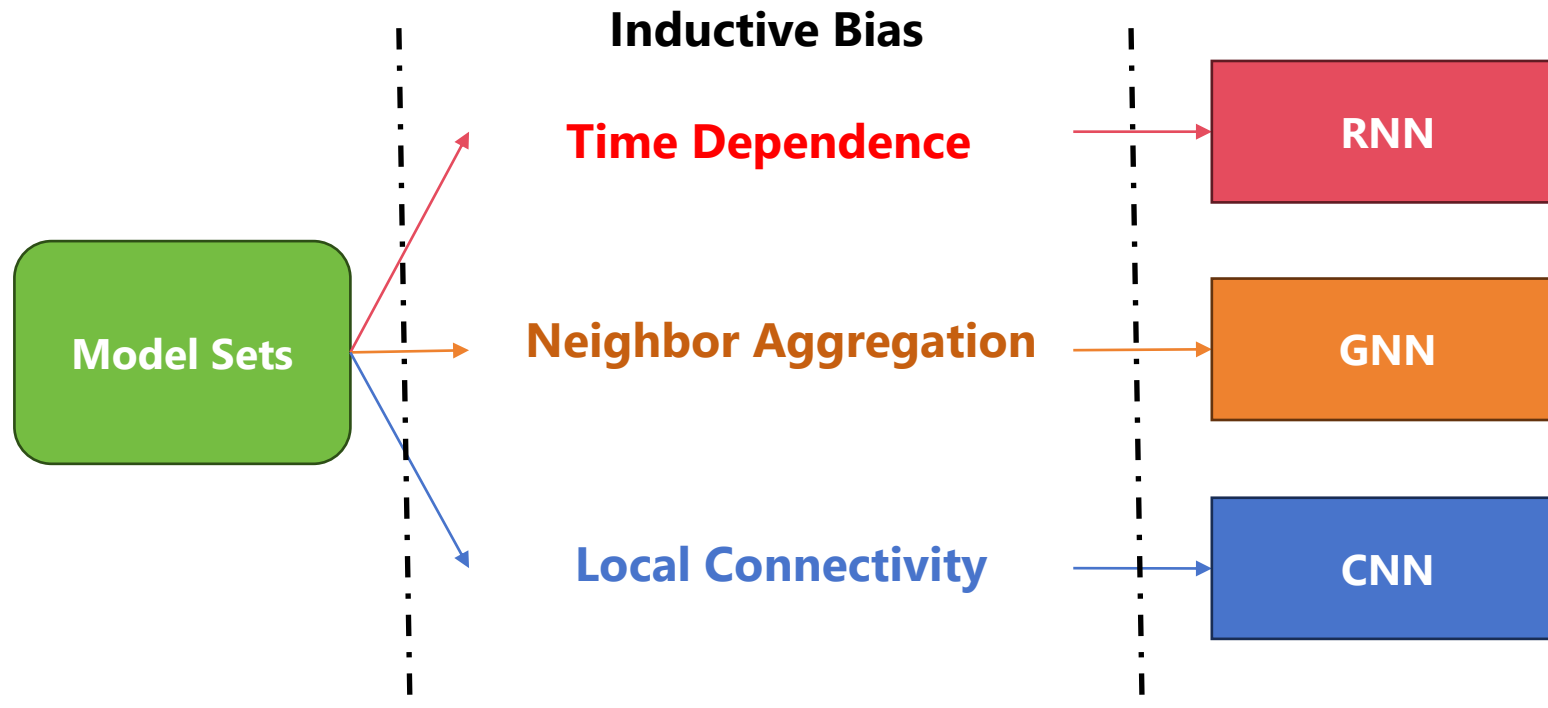 Inductive Bias
Time Dependence
RNN
Model Sets
Neighbor Aggregation
GNN
Local Connectivity
CNN